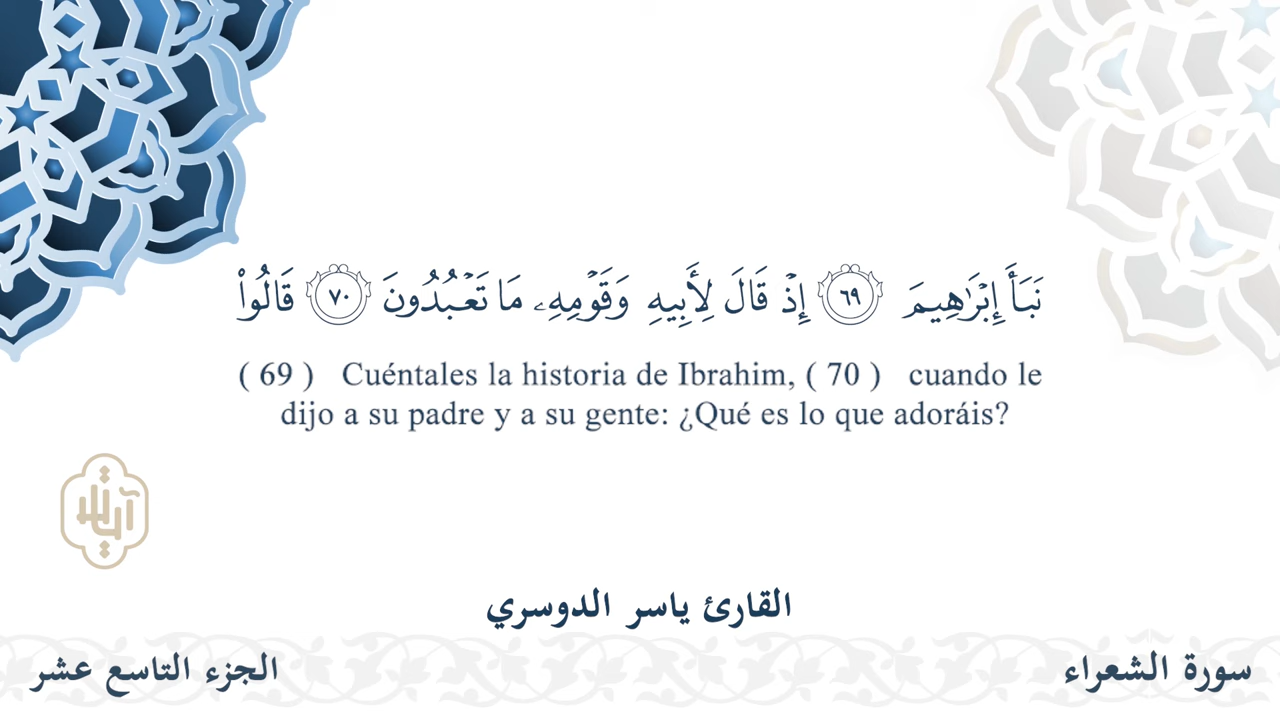 نَبَأَ إِبۡرَٰهِيمَ ٦٩ إِذۡ قَالَ لِأَبِيهِ وَقَوۡمِهِۦ مَا تَعۡبُدُونَ ٧٠ قَالُواْ
( 69 ) Cuéntales la historia de Ibrahim, ( 70 ) cuando le
dijo a su padre y a su gente: ¿Qué es lo que adoráis?
القارئ ياسر الدوسري
سورة الشعراء
الجزء التاسع عشر